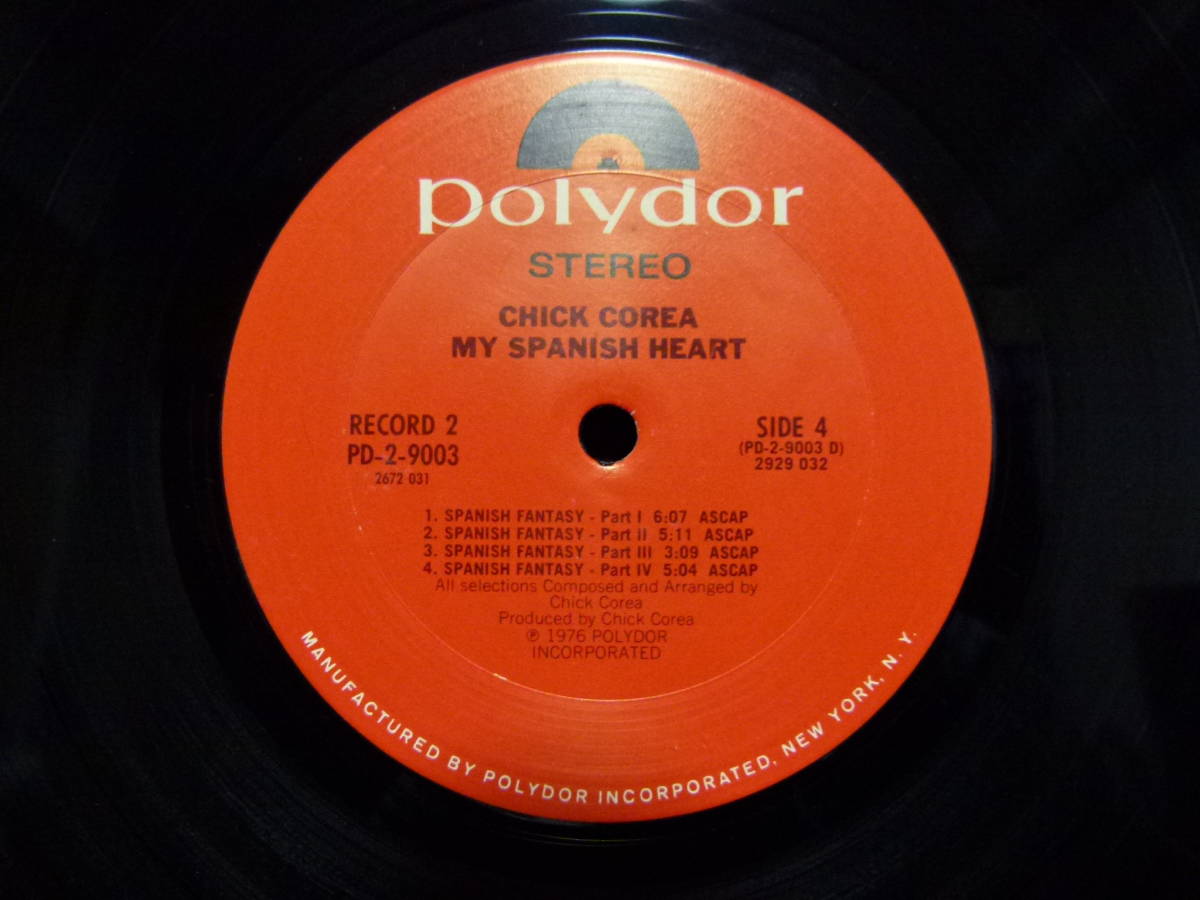 polydor
STEREO
CHICK COREA
MY SPANISH HEART
RECORD 2
PD-2-9003
2672 031
SIDE 4
(PD-2-9003 D)
2929 032
1. SPANISH FANTASY - Part I 6:07 ASCAP
2. SPANISH FANTASY - Part II 5:11 ASCAP
3. SPANISH FANTASY - Part III 3:09 ASCAP
4. SPANISH FANTASY - Part IV 5:04 ASCAP
All selections Composed and Arranged by
Chick Corea
Produced by Chick Corea
℗ 1976 POLYDOR
INCORPORATED
MANUFACTURED BY POLYDOR INCORPORATED, NEW YORK, N. Y.